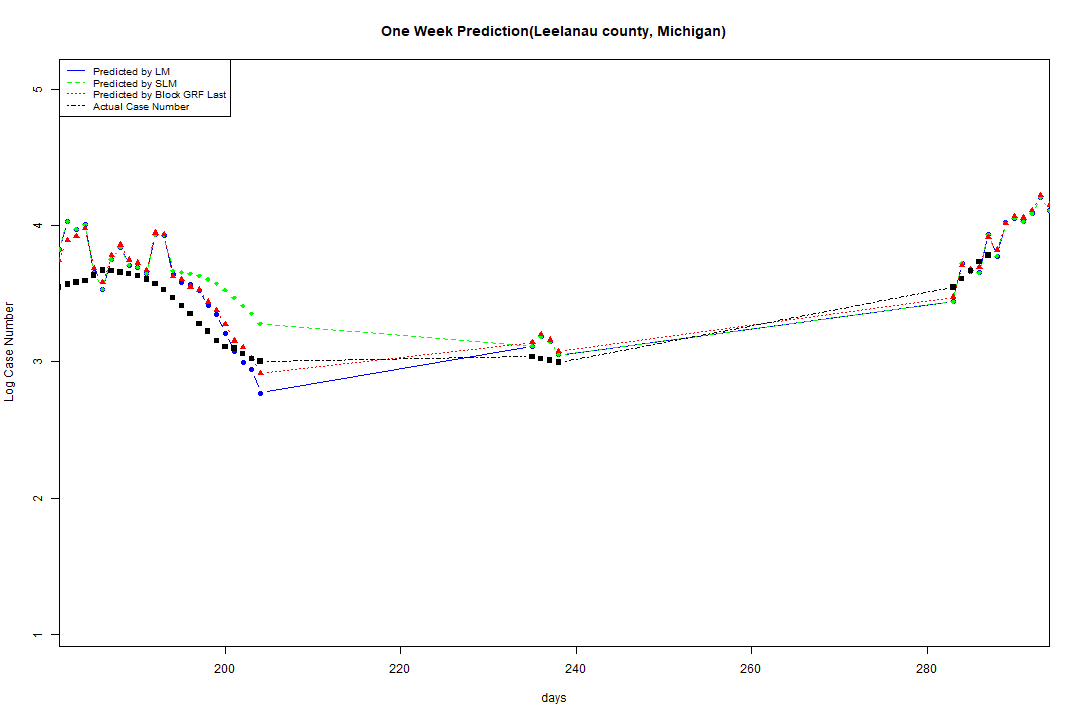 One Week Prediction(Leelanau county, Michigan)
Predicted by LM
Predicted by SLM
Predicted by Block GRF Last
Actual Case Number
5
4
3
2
1
Log Case Number
200
220
240
260
280
days